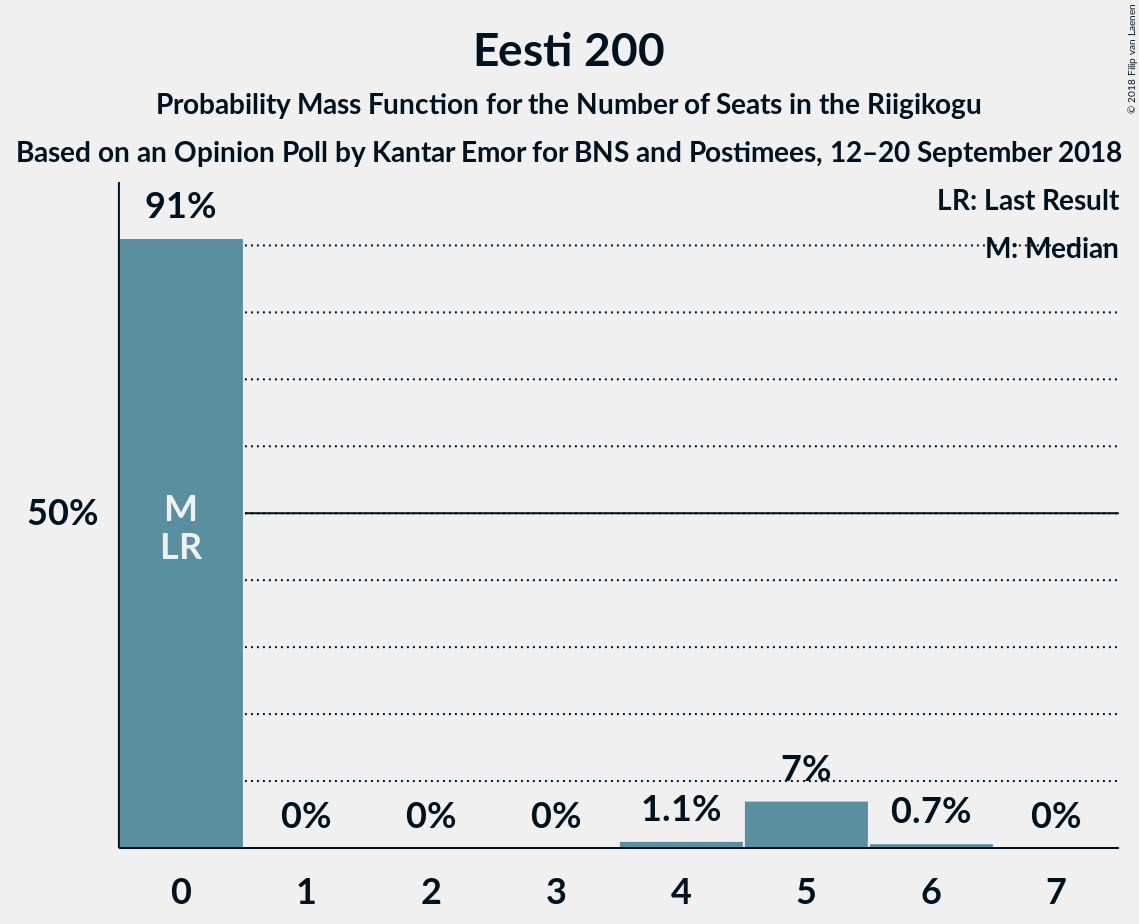 Eesti 200
Probability Mass Function for the Number of Seats in the Riigikogu
Based on an Opinion Poll by Kantar Emor for BNS and Postimees, 12–20 September 2018
© 2018 Filip van Laenen
LR: Last Result
M: Median
91%
50%
M
LR
0%
0%
0%
1.1%
7%
0.7%
0%
0 1 2 3 4 5 6 7